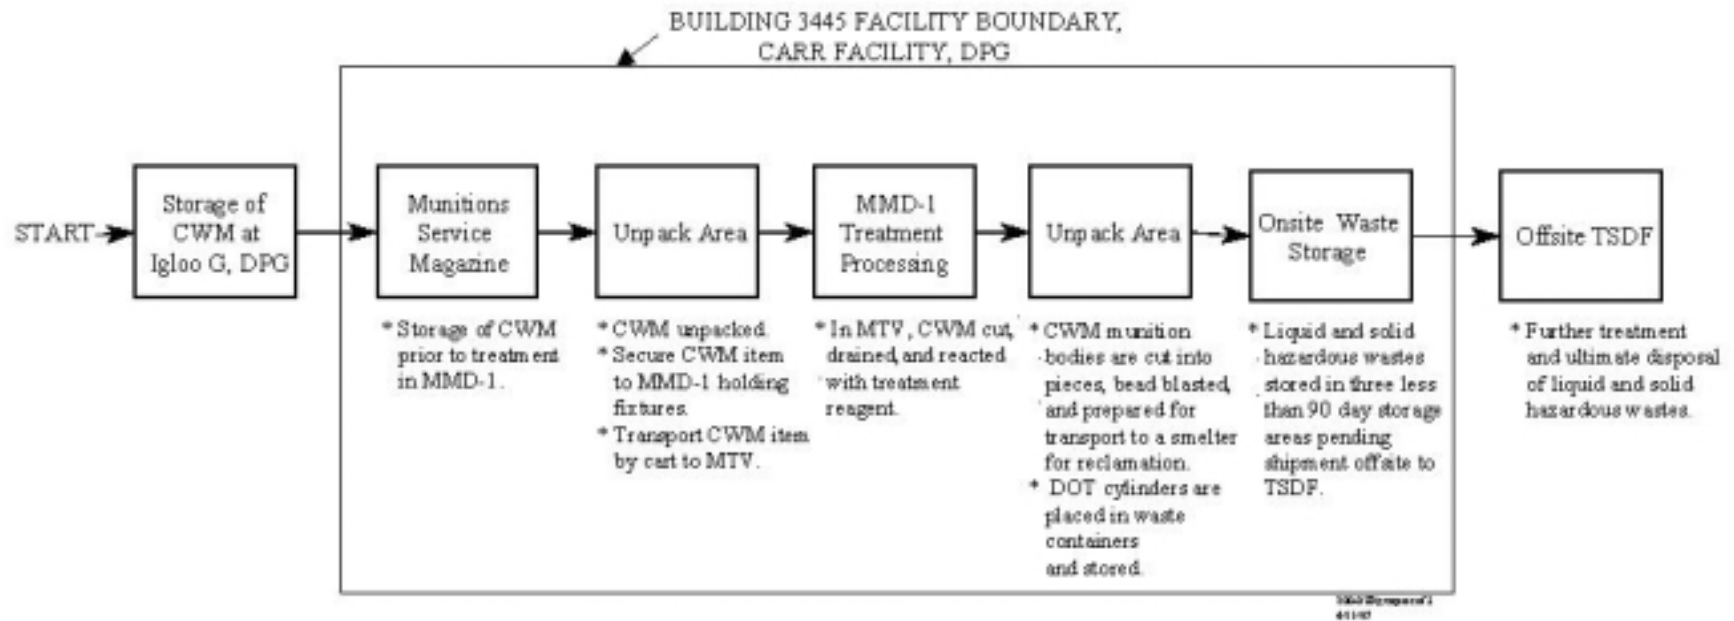 BUILDING 3445 FACILITY BOUNDARY,
CARR FACILITY, DPG
START
Storage of
CWM at
Igloo G, DPG
Munitions
Service
Magazine
Unpack Area
MMD-1
Treatment
Processing
Unpack Area
Onsite Waste
Storage
Offsite TSDF
* Storage of CWM
prior to treatment
in MMD-1.
* CWM unpacked.
* Secure CWM item
to MMD-1 holding
fixtures.
* Transport CWM item
by cart to MTV.
* In MTV, CWM cut,
drained, and reacted
with treatment
reagent.
* CWM munition
bodies are cut into
pieces, bead blasted,
and prepared for
transport to a smelter
for reclamation.
* DOT cylinders are
placed in waste
containers
and stored.
* Liquid and solid
hazardous wastes
stored in three less
than 90 day storage
areas pending
shipment offsite to
TSDF.
* Further treatment
and ultimate disposal
of liquid and solid
hazardous wastes.